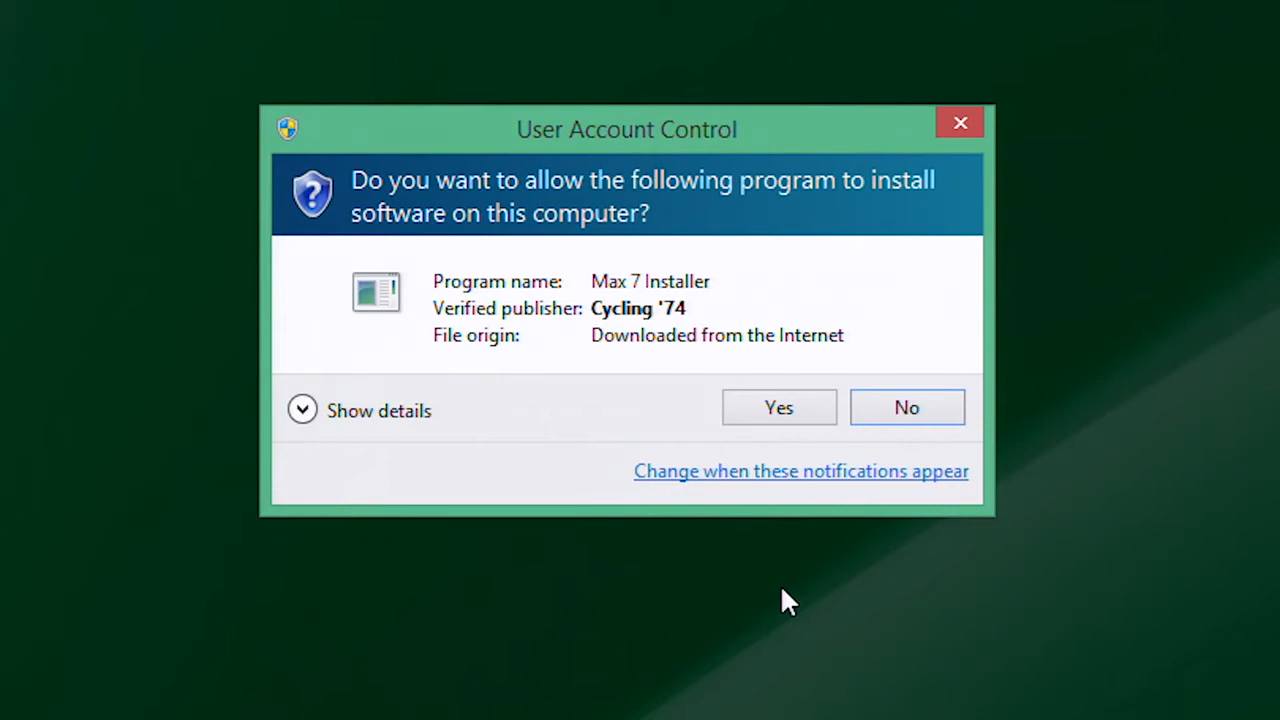 User Account Control
Do you want to allow the following program to install
software on this computer?
Program name: Max 7 Installer
Verified publisher: Cycling '74
File origin: Downloaded from the Internet
Show details
Yes
No
Change when these notifications appear